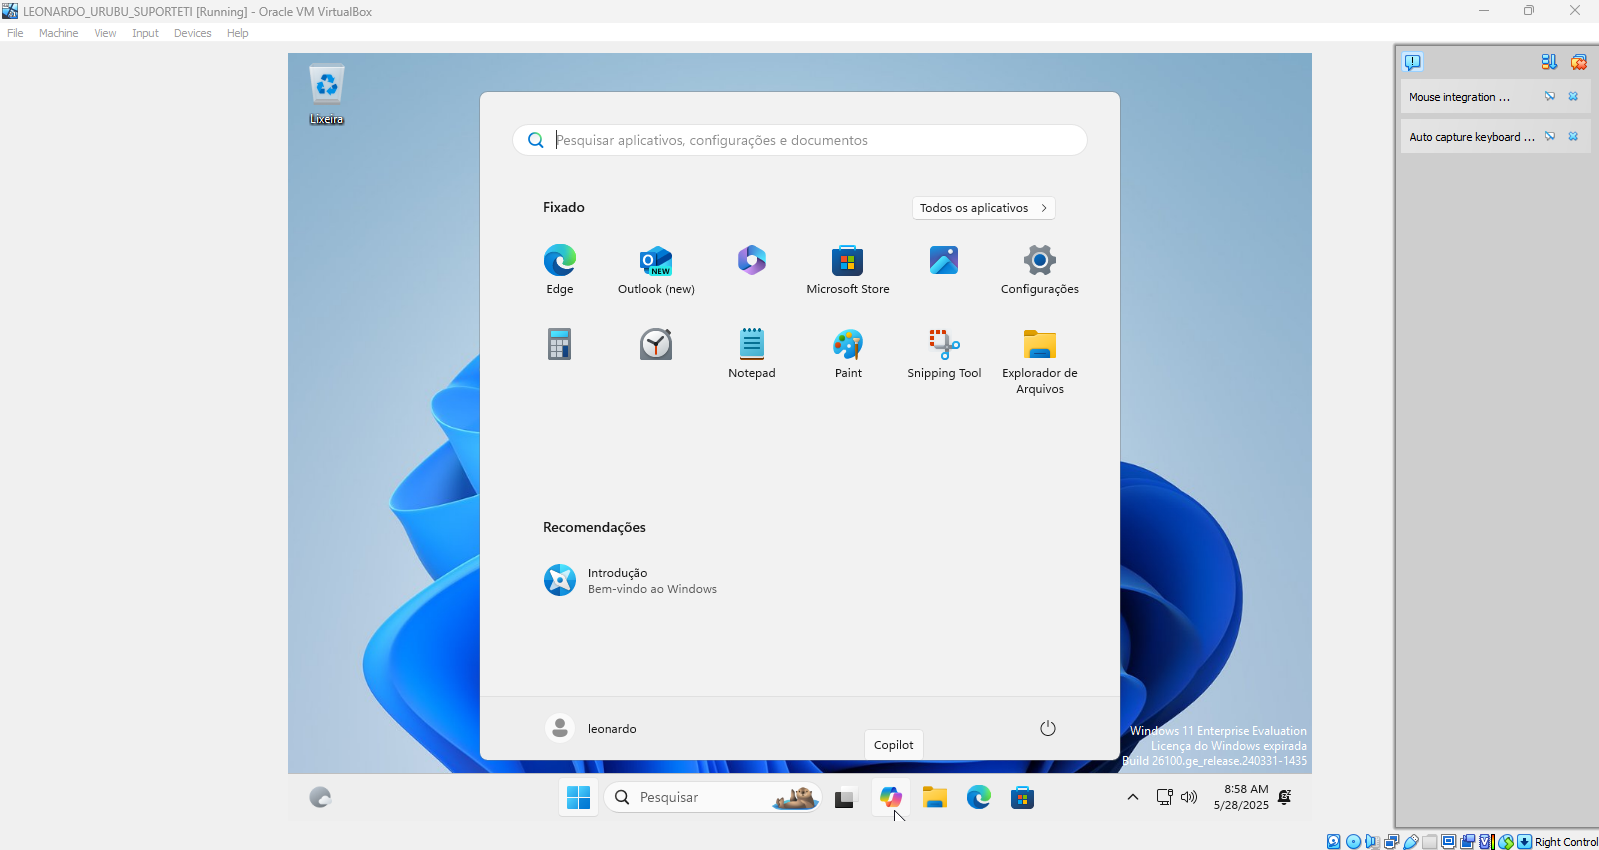 LEONARDO_URUBU_SUPORTETI [Running] - Oracle VM VirtualBox
File Machine View Input Devices Help
Mouse integration ...
Auto capture keyboard ...
Lixeira
Pesquisar aplicativos, configurações e documentos
Fixado
Todos os aplicativos
NEW
Edge
Outlook (new)
Microsoft Store
Configurações
Notepad
Paint
Snipping Tool
Explorador de
Arquivos
Recomendações
Introdução
Bem-vindo ao Windows
leonardo
Copilot
Windows 11 Enterprise Evaluation
Licença do Windows expirada
Build 26100.ge_release.240331-1435
Pesquisar
8:58 AM
5/28/2025
Right Control